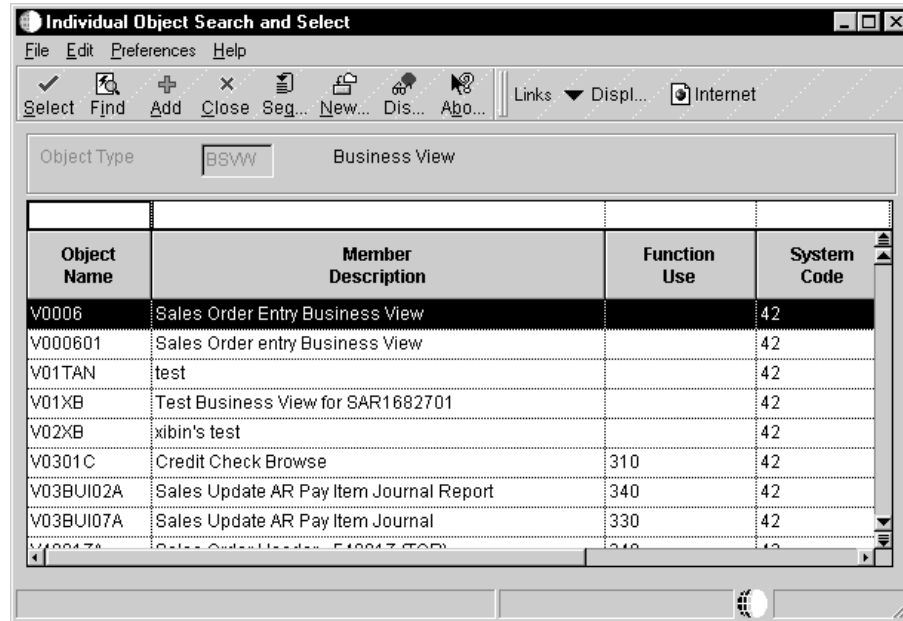 Individual Object Search and Select
File Edit Preferences Help
Select Find Add Close Seq... New... Dis... Abo... Links Displ... Internet
Object Type BSVW Business View
Object Name Member Description Function Use System Code
V0006 Sales Order Entry Business View 42
V000601 Sales Order entry Business View 42
V01TAN test 42
V01XB Test Business View for SAR1682701 42
V02XB xibin's test 42
V0301C Credit Check Browse 310 42
V03BUI02A Sales Update AR Pay Item Journal Report 340 42
V03BUI07A Sales Update AR Pay Item Journal 330 42
Sales Order Header